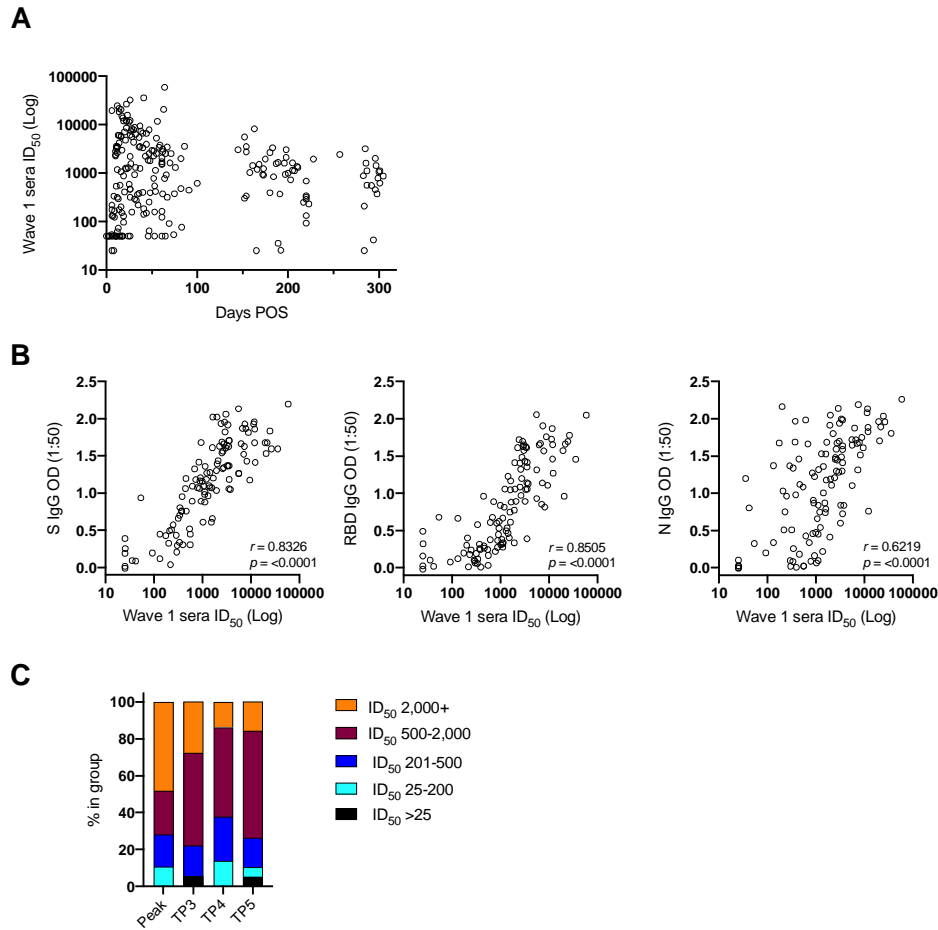 A
Wave 1 sera ID50 (Log)
100000
10000
1000
100
10
0
100
200
300
Days POS
B
S IgG OD (1:50)
2.5
2.0
1.5
1.0
0.5
0.0
r = 0.8326
p = <0.0001
10 100 1000 10000 100000
Wave 1 sera ID50 (Log)
RBD IgG OD (1:50)
2.5
2.0
1.5
1.0
0.5
0.0
r = 0.8505
p = <0.0001
10 100 1000 10000 100000
Wave 1 sera ID50 (Log)
N IgG OD (1:50)
2.5
2.0
1.5
1.0
0.5
0.0
r = 0.6219
p = <0.0001
10 100 1000 10000 100000
Wave 1 sera ID50 (Log)
C
% in group
100
80
60
40
20
0
Peak
TP3
TP4
TP5
ID50 2,000+
ID50 500-2,000
ID50 201-500
ID50 25-200
ID50 >25